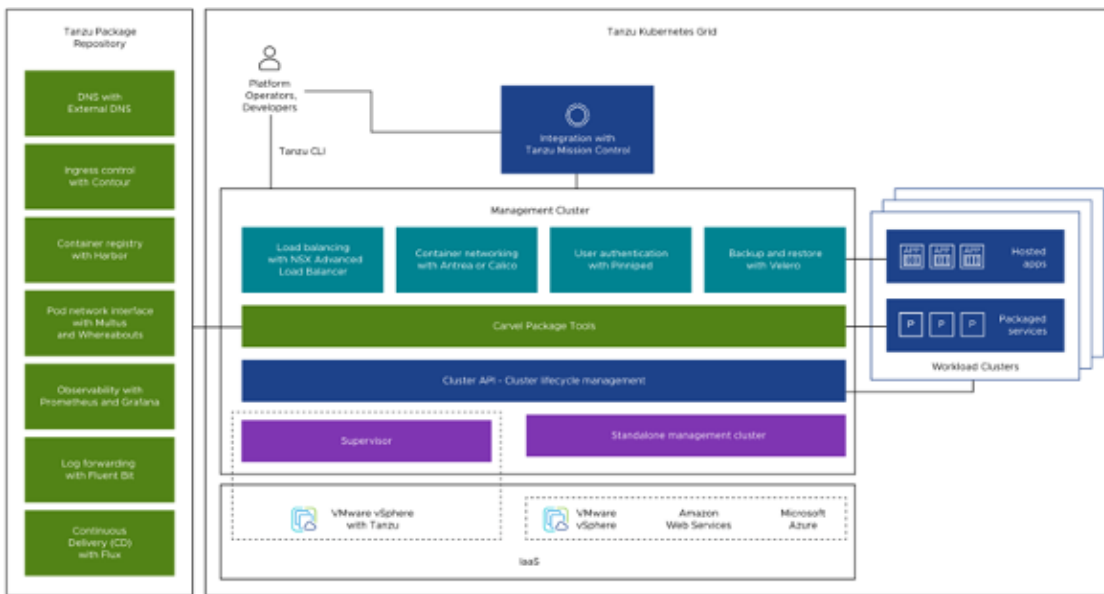 Tanzu Package
Repository
DNS with
External DNS
Ingress control
with Contour
Container registry
with Harbor
Pod network interface
with Multus
and Whereabouts
Observability with
Prometheus and Grafana
Log forwarding
with Fluent Bit
Continuous
Delivery (CD)
with Flux
Tanzu Kubernetes Grid
Platform
Operators,
Developers
Tanzu CLI
Integration with
Tanzu Mission Control
Management Cluster
Load balancing
with NSX Advanced
Load Balancer
Container networking
with Antrea or Calico
User authentication
with Pinniped
Backup and restore
with Velero
Carvel Package Tools
Cluster API - Cluster lifecycle management
Supervisor
Standalone management cluster
VMware vSphere
with Tanzu
VMware
vSphere
Amazon
Web Services
Microsoft
Azure
IaaS
APP APP APP
Hosted
apps
P P P
Packaged
services
Workload Clusters